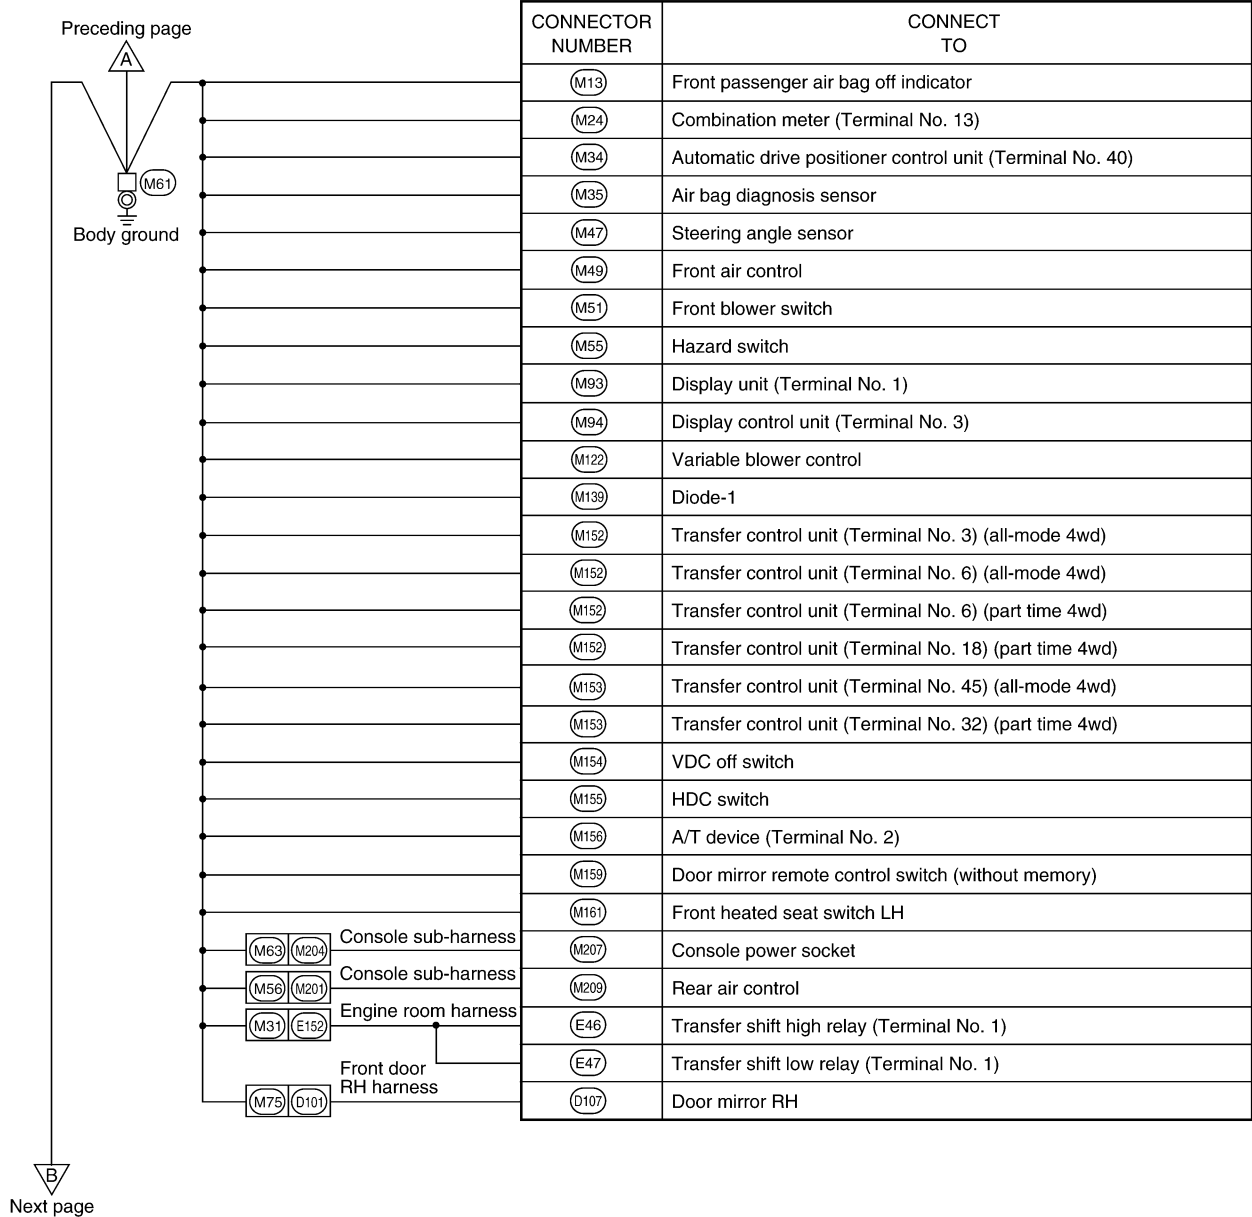 Preceding page
A
M61
Body ground
CONNECTOR NUMBER
CONNECT TO
M13 Front passenger air bag off indicator
M24 Combination meter (Terminal No. 13)
M34 Automatic drive positioner control unit (Terminal No. 40)
M35 Air bag diagnosis sensor
M47 Steering angle sensor
M49 Front air control
M51 Front blower switch
M55 Hazard switch
M93 Display unit (Terminal No. 1)
M94 Display control unit (Terminal No. 3)
M122 Variable blower control
M139 Diode-1
M152 Transfer control unit (Terminal No. 3) (all-mode 4wd)
M152 Transfer control unit (Terminal No. 6) (all-mode 4wd)
M152 Transfer control unit (Terminal No. 6) (part time 4wd)
M152 Transfer control unit (Terminal No. 18) (part time 4wd)
M153 Transfer control unit (Terminal No. 45) (all-mode 4wd)
M153 Transfer control unit (Terminal No. 32) (part time 4wd)
M154 VDC off switch
M155 HDC switch
M156 A/T device (Terminal No. 2)
M159 Door mirror remote control switch (without memory)
M161 Front heated seat switch LH
M63 M204 Console sub-harness M207 Console power socket
M56 M201 Console sub-harness M209 Rear air control
M31 E152 Engine room harness E46 Transfer shift high relay (Terminal No. 1)
E47 Transfer shift low relay (Terminal No. 1)
Front door
RH harness
M75 D101 D107 Door mirror RH
B
Next page